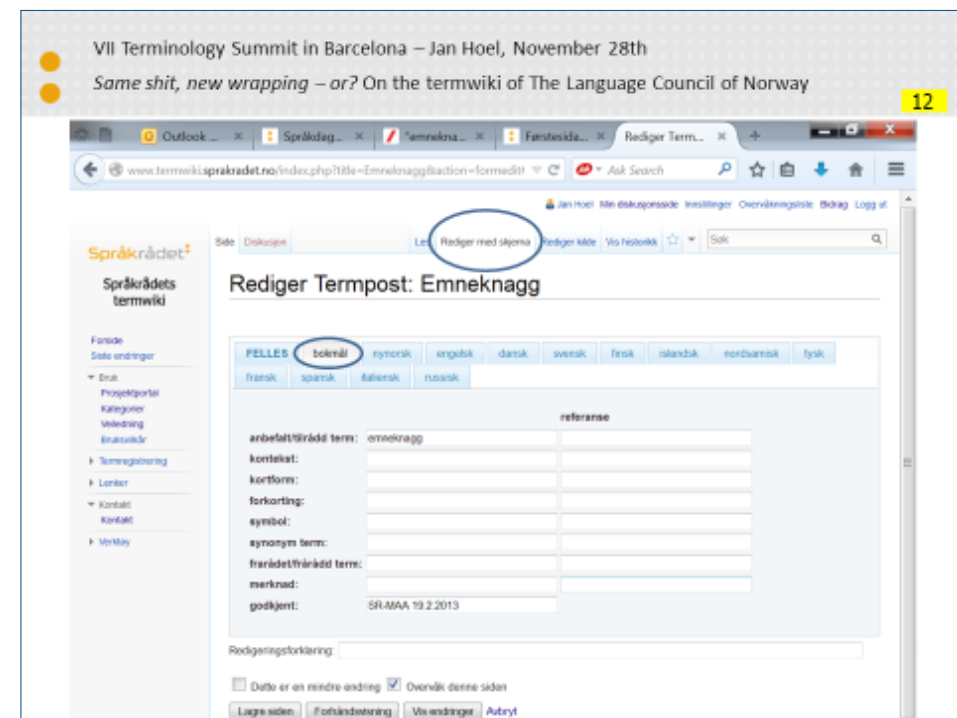 VII Terminology Summit in Barcelona – Jan Hoel, November 28th
Same shit, new wrapping – or? On the termwiki of The Language Council of Norway
12
Outlook ... × Språkdag... × "emnekna... × Førsteside... × Rediger Term... × +
www.termwiki.sprakradet.no/index.php?title=Emneknagg&action=formedit Ask Search
Jan Hoel Min diskusjonsside Innstillinger Overvåkningsliste Bidrag Logg ut
Side Diskusjon Les Rediger med skjema Rediger kilde Vis historikk Søk
Språkrådet
Språkrådets
termwiki
Rediger Termpost: Emneknagg
Forside
Siste endringer
Bruk
Prosjektportal
Kategorier
Veiledning
Bruksvilkår
Termregistrering
Lenker
Kontakt
Kontakt
Verktøy
FELLES bokmål nynorsk engelsk dansk svensk finsk islandsk nordsamisk tysk
fransk spansk italiensk russisk
referanse
anbefalt/tilrådd term: emneknagg
kontekst:
kortform:
forkorting:
symbol:
synonym term:
frarådet/frårådd term:
merknad:
godkjent: SR-MAA 19.2.2013
Redigeringsforklaring:
Dette er en mindre endring Overvåk denne siden
Lagre siden Forhåndsvisning Vis endringer Avbryt